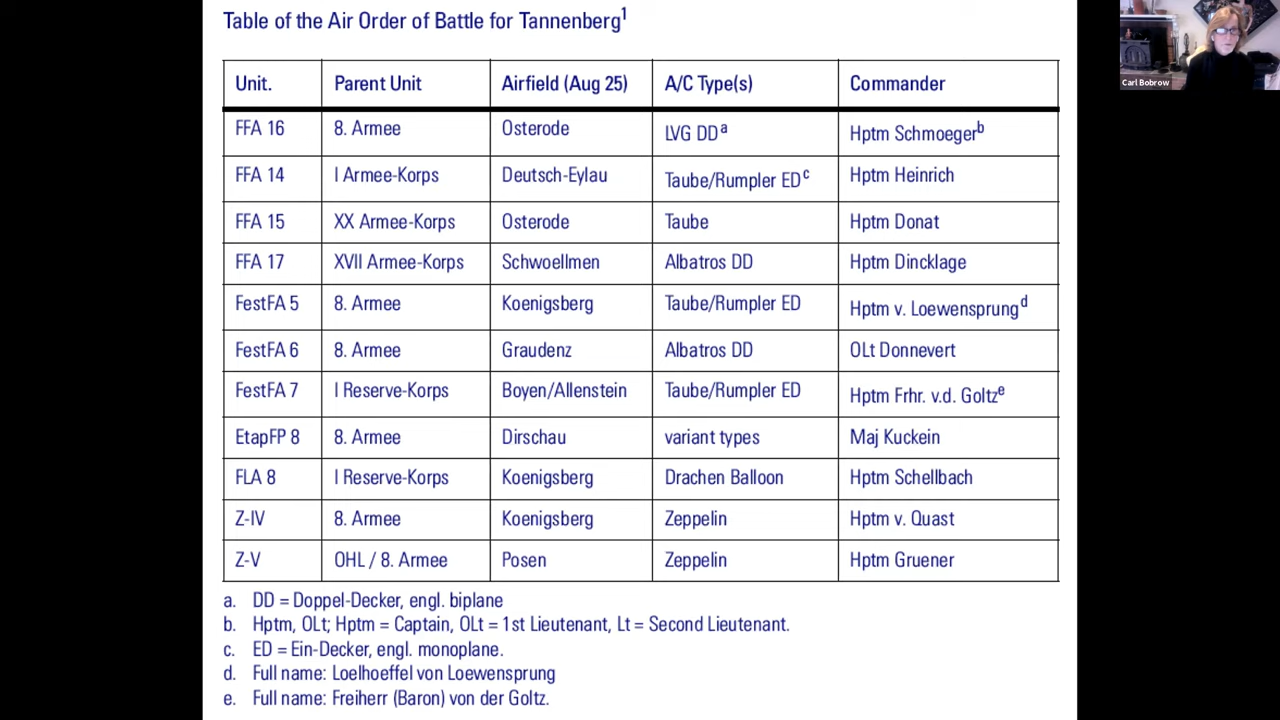 Table of the Air Order of Battle for Tannenberg1
Unit. Parent Unit Airfield (Aug 25) A/C Type(s) Commander
FFA 16 8. Armee Osterode LVG DDa Hptm Schmoegerb
FFA 14 I Armee-Korps Deutsch-Eylau Taube/Rumpler EDc Hptm Heinrich
FFA 15 XX Armee-Korps Osterode Taube Hptm Donat
FFA 17 XVII Armee-Korps Schwoellmen Albatros DD Hptm Dincklage
FestFA 5 8. Armee Koenigsberg Taube/Rumpler ED Hptm v. Loewensprungd
FestFA 6 8. Armee Graudenz Albatros DD OLt Donnevert
FestFA 7 I Reserve-Korps Boyen/Allenstein Taube/Rumpler ED Hptm Frhr. v.d. Goltze
EtapFP 8 8. Armee Dirschau variant types Maj Kuckein
FLA 8 I Reserve-Korps Koenigsberg Drachen Balloon Hptm Schellbach
Z-IV 8. Armee Koenigsberg Zeppelin Hptm v. Quast
Z-V OHL / 8. Armee Posen Zeppelin Hptm Gruener
a. DD = Doppel-Decker, engl. biplane
b. Hptm, OLt; Hptm = Captain, OLt = 1st Lieutenant, Lt = Second Lieutenant.
c. ED = Ein-Decker, engl. monoplane.
d. Full name: Loelhoeffel von Loewensprung
e. Full name: Freiherr (Baron) von der Goltz.
Carl Bobrow